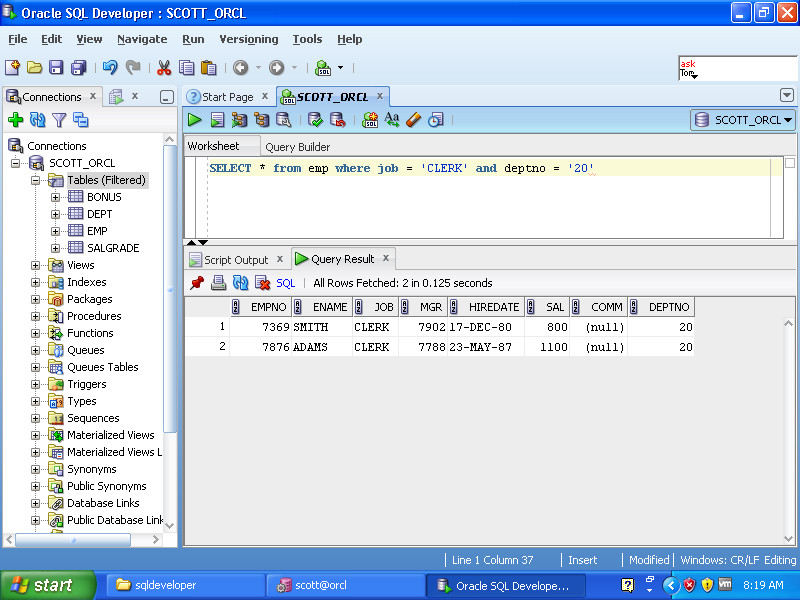 Oracle SQL Developer : SCOTT_ORCL
File Edit View Navigate Run Versioning Tools Help
ask
Tom
Connections x
Start Page x SCOTT_ORCL x
SCOTT_ORCL
Worksheet Query Builder
SELECT * from emp where job = 'CLERK' and deptno = '20'
Connections
SCOTT_ORCL
Tables (Filtered)
BONUS
DEPT
EMP
SALGRADE
Views
Indexes
Packages
Procedures
Functions
Queues
Queues Tables
Triggers
Types
Sequences
Materialized Views
Materialized Views L
Synonyms
Public Synonyms
Database Links
Public Database Link
Script Output x Query Result x
SQL All Rows Fetched: 2 in 0.125 seconds
EMPNO ENAME JOB MGR HIREDATE SAL COMM DEPTNO
1 7369 SMITH CLERK 7902 17-DEC-80 800 (null) 20
2 7876 ADAMS CLERK 7788 23-MAY-87 1100 (null) 20
Line 1 Column 37 Insert Modified Windows: CR/LF Editing
start sqldeveloper scott@orcl Oracle SQL Develope... 8:19 AM